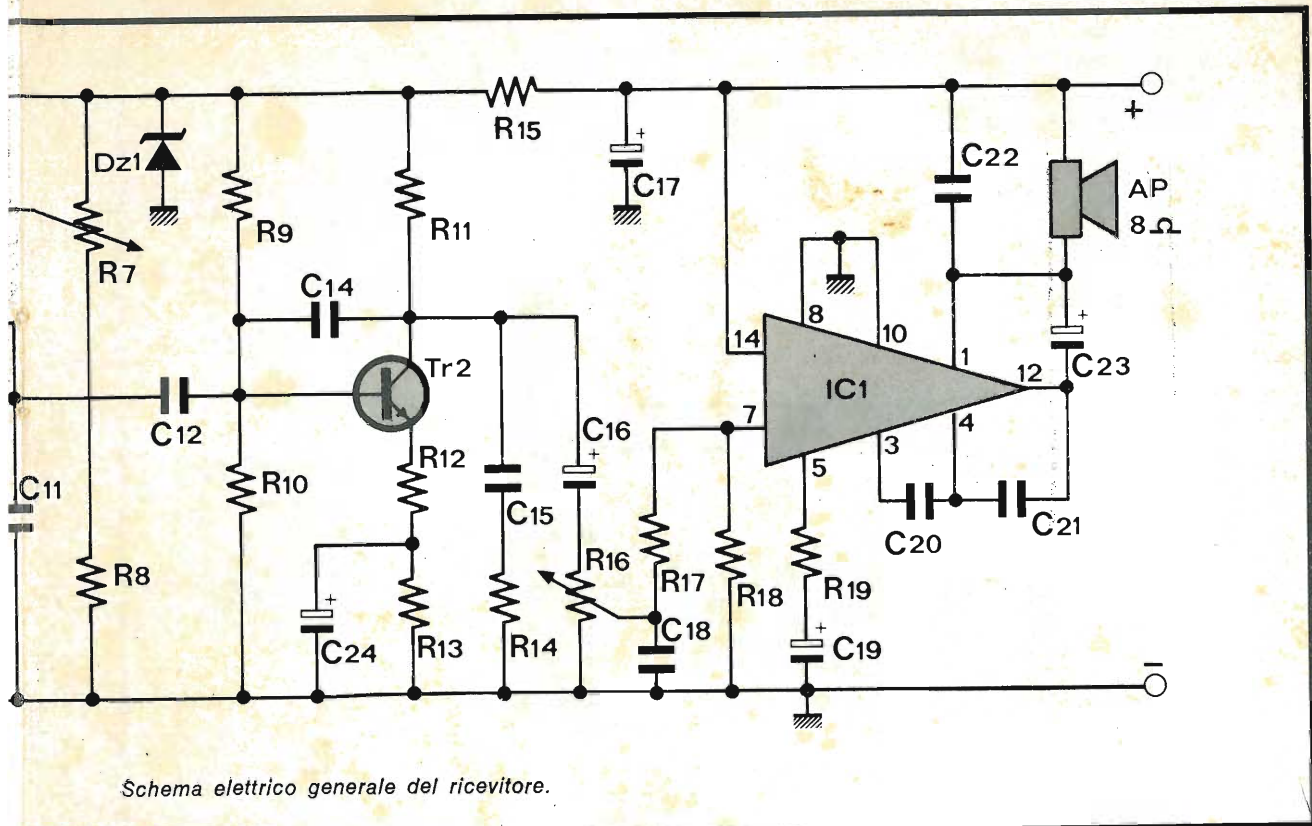 +
R15
Dz1
C17
C22
AP
8Ω
R9
R11
R7
C14
8
10
14
Tr2
1
12
C23
IC1
7
4
C12
C16
+
3
5
R12
C11
R10
C15
C20
C21
R8
R16
R17
R18
R19
+
C24
R13
R14
C18
+
C19
-
+
+
Schema elettrico generale del ricevitore.